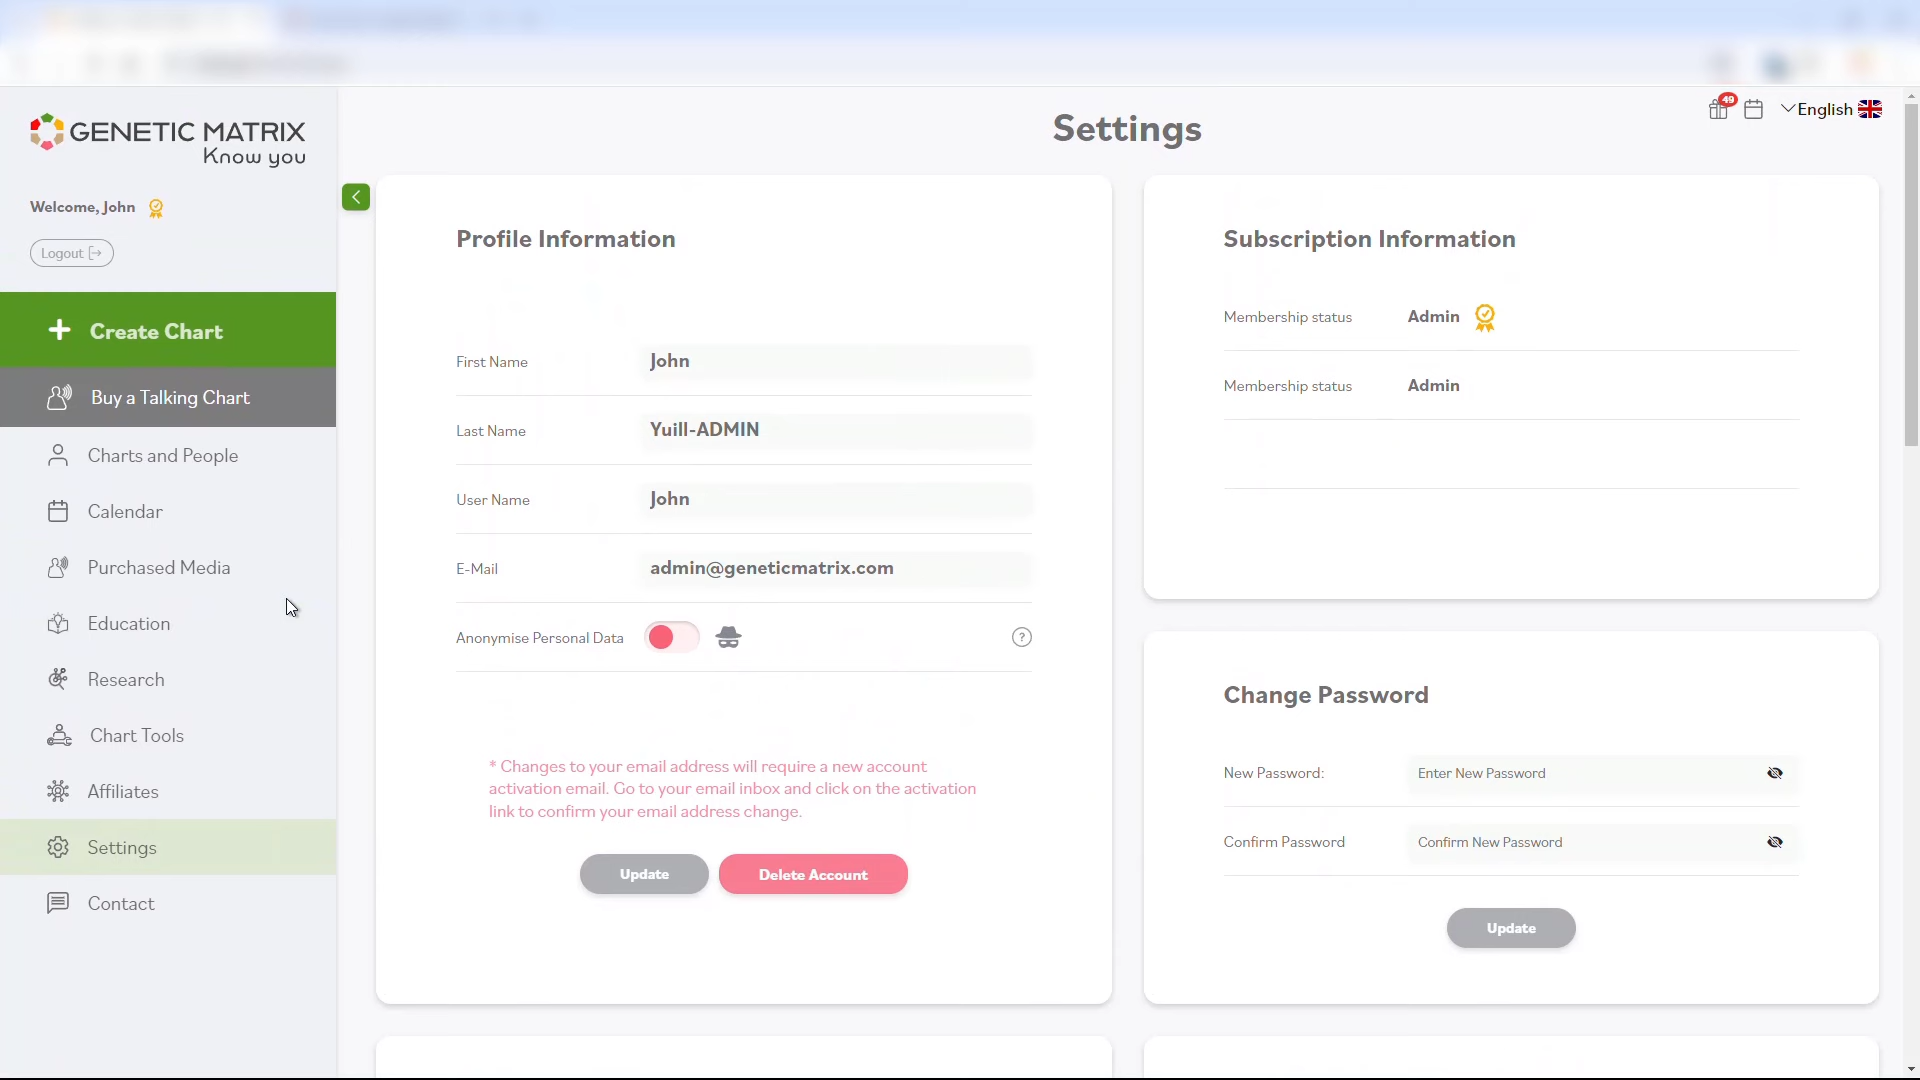 GENETIC MATRIX
Know you
Welcome, John
Logout
Create Chart
Buy a Talking Chart
Charts and People
Calendar
Purchased Media
Education
Research
Chart Tools
Affiliates
Settings
Contact
Settings
49
English
Profile Information
First Name John
Last Name Yuill-ADMIN
User Name John
E-Mail admin@geneticmatrix.com
Anonymise Personal Data ?
* Changes to your email address will require a new account
activation email. Go to your email inbox and click on the activation
link to confirm your email address change.
Update Delete Account
Subscription Information
Membership status Admin
Membership status Admin
Change Password
New Password: Enter New Password
Confirm Password Confirm New Password
Update